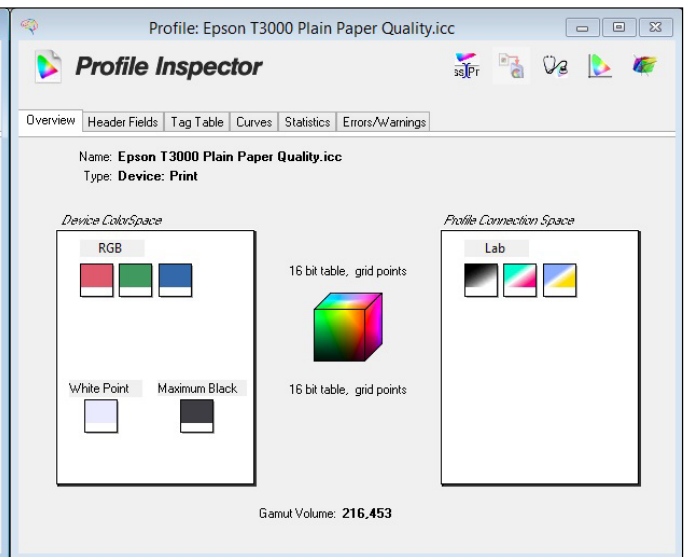 Profile: Epson T3000 Plain Paper Quality.icc
Profile Inspector
Overview Header Fields Tag Table Curves Statistics Errors/Warnings
Name: Epson T3000 Plain Paper Quality.icc
Type: Device: Print
Device ColorSpace Profile Connection Space
RGB Lab
16 bit table, grid points
White Point Maximum Black 16 bit table, grid points
Gamut Volume: 216,453